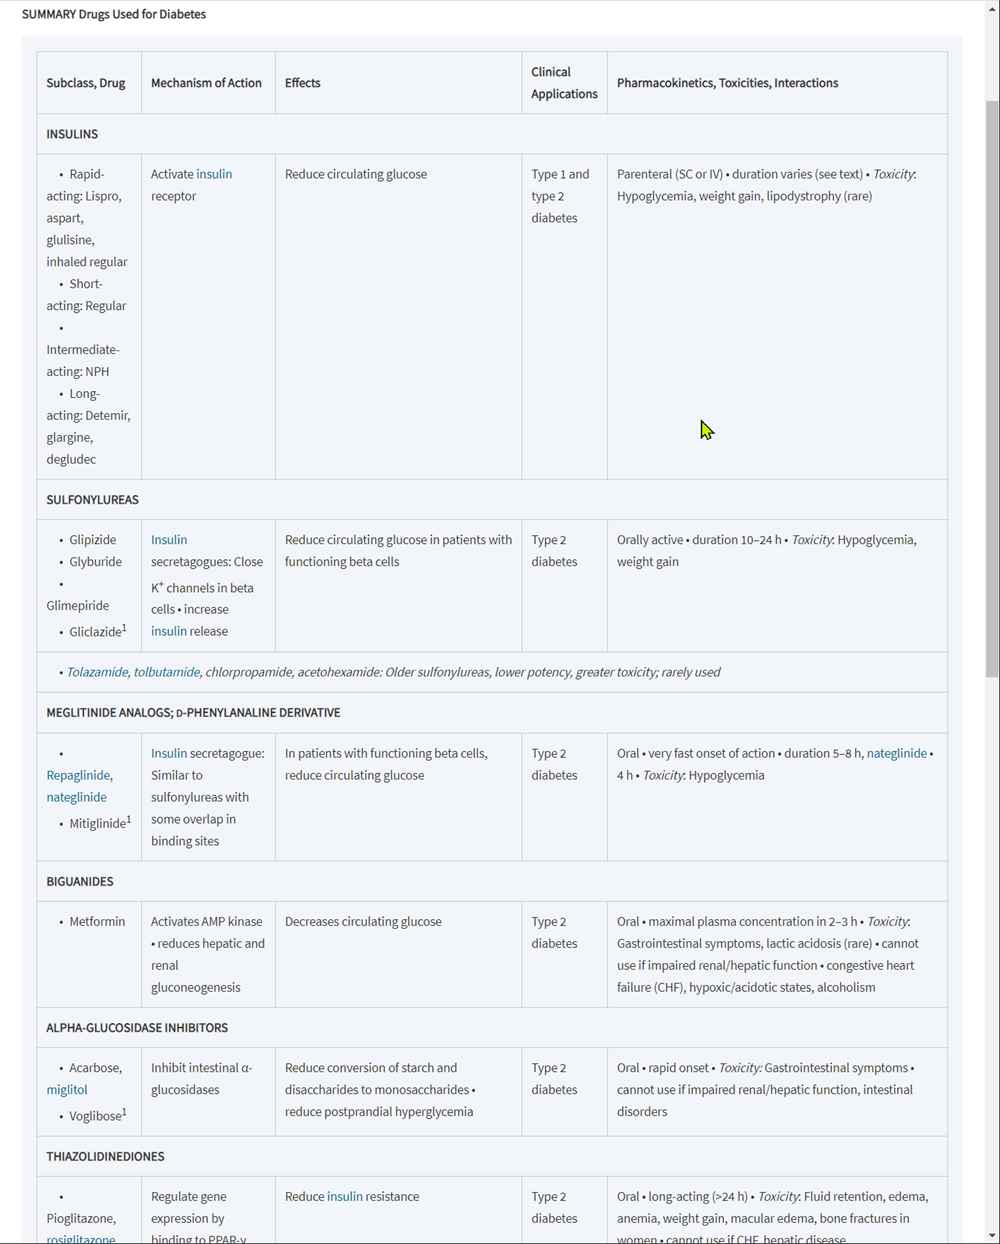 SUMMARY Drugs Used for Diabetes
Subclass, Drug
Mechanism of Action
Effects
Clinical
Applications
Pharmacokinetics, Toxicities, Interactions
INSULINS
• Rapid-
acting: Lispro,
aspart,
glulisine,
inhaled regular
• Short-
acting: Regular
•
Intermediate-
acting: NPH
• Long-
acting: Detemir,
glargine,
degludec
Activate insulin
receptor
Reduce circulating glucose
Type 1 and
type 2
diabetes
Parenteral (SC or IV) • duration varies (see text) • Toxicity:
Hypoglycemia, weight gain, lipodystrophy (rare)
SULFONYLUREAS
• Glipizide
• Glyburide
•
Glimepiride
• Gliclazide¹
Insulin
secretagogues: Close
K⁺ channels in beta
cells • increase
insulin release
Reduce circulating glucose in patients with
functioning beta cells
Type 2
diabetes
Orally active • duration 10–24 h • Toxicity: Hypoglycemia,
weight gain
• Tolazamide, tolbutamide, chlorpropamide, acetohexamide: Older sulfonylureas, lower potency, greater toxicity; rarely used
MEGLITINIDE ANALOGS; D-PHENYLANALINE DERIVATIVE
•
Repaglinide,
nateglinide
• Mitiglinide¹
Insulin secretagogue:
Similar to
sulfonylureas with
some overlap in
binding sites
In patients with functioning beta cells,
reduce circulating glucose
Type 2
diabetes
Oral • very fast onset of action • duration 5–8 h, nateglinide •
4 h • Toxicity: Hypoglycemia
BIGUANIDES
• Metformin
Activates AMP kinase
• reduces hepatic and
renal
gluconeogenesis
Decreases circulating glucose
Type 2
diabetes
Oral • maximal plasma concentration in 2–3 h • Toxicity:
Gastrointestinal symptoms, lactic acidosis (rare) • cannot
use if impaired renal/hepatic function • congestive heart
failure (CHF), hypoxic/acidotic states, alcoholism
ALPHA-GLUCOSIDASE INHIBITORS
• Acarbose,
miglitol
• Voglibose¹
Inhibit intestinal α-
glucosidases
Reduce conversion of starch and
disaccharides to monosaccharides •
reduce postprandial hyperglycemia
Type 2
diabetes
Oral • rapid onset • Toxicity: Gastrointestinal symptoms •
cannot use if impaired renal/hepatic function, intestinal
disorders
THIAZOLIDINEDIONES
•
Pioglitazone,
rosiglitazone
Regulate gene
expression by
binding to PPAR-γ
Reduce insulin resistance
Type 2
diabetes
Oral • long-acting (>24 h) • Toxicity: Fluid retention, edema,
anemia, weight gain, macular edema, bone fractures in
women • cannot use if CHF, hepatic disease